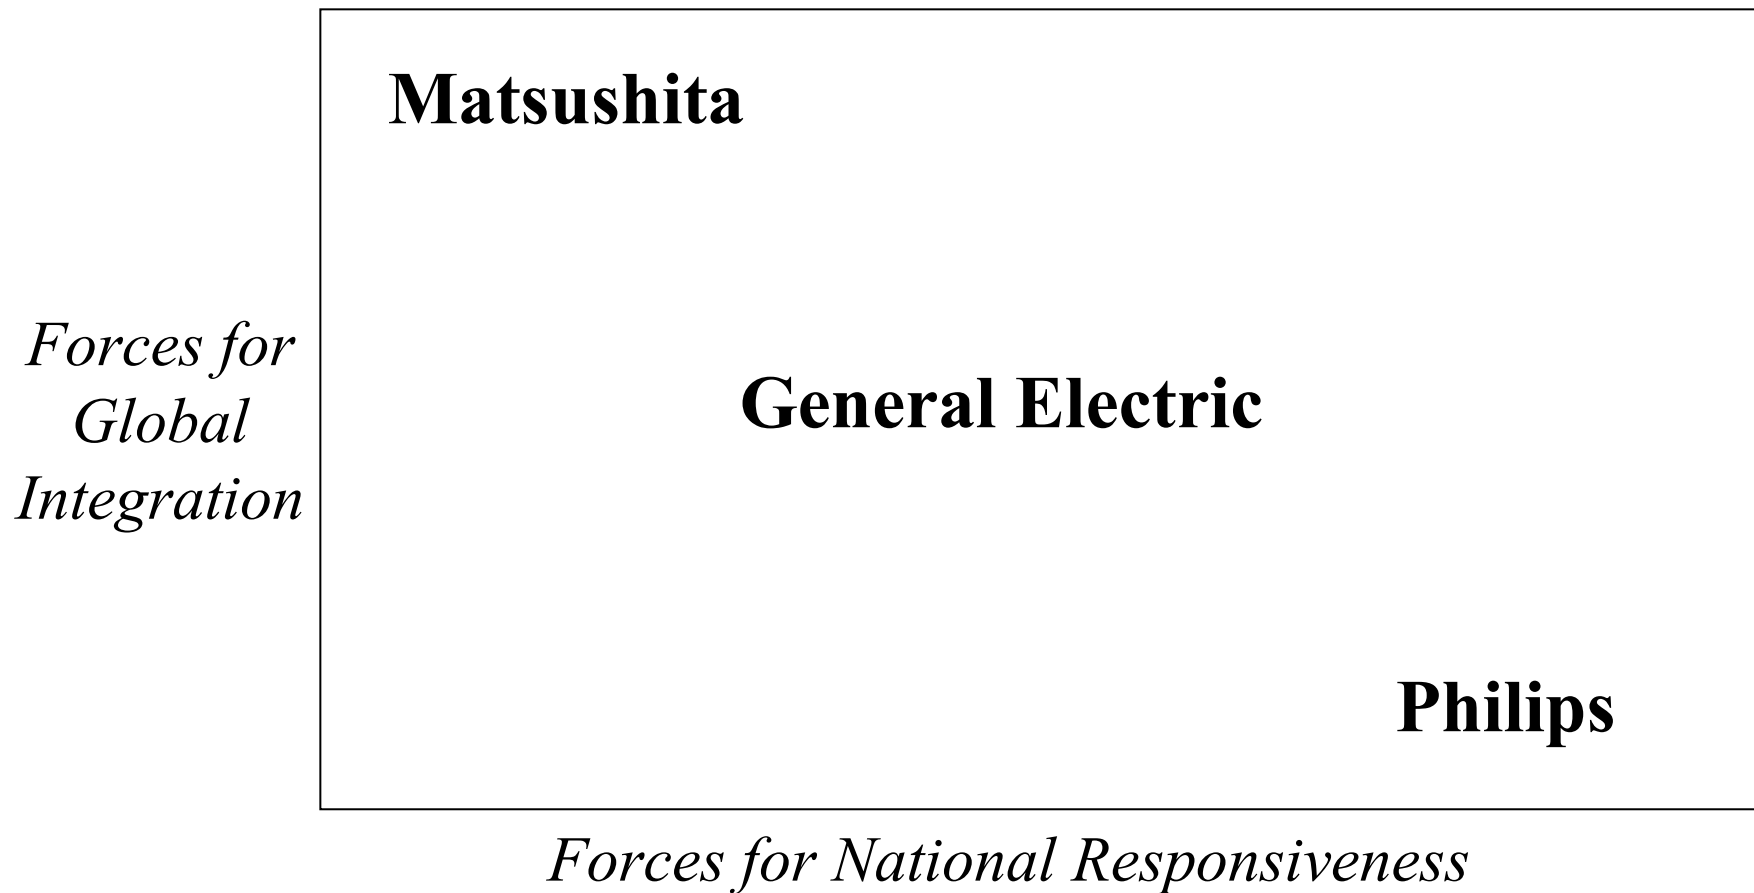 Matsushita
Forces for
Global
Integration
General Electric
Philips
Forces for National Responsiveness